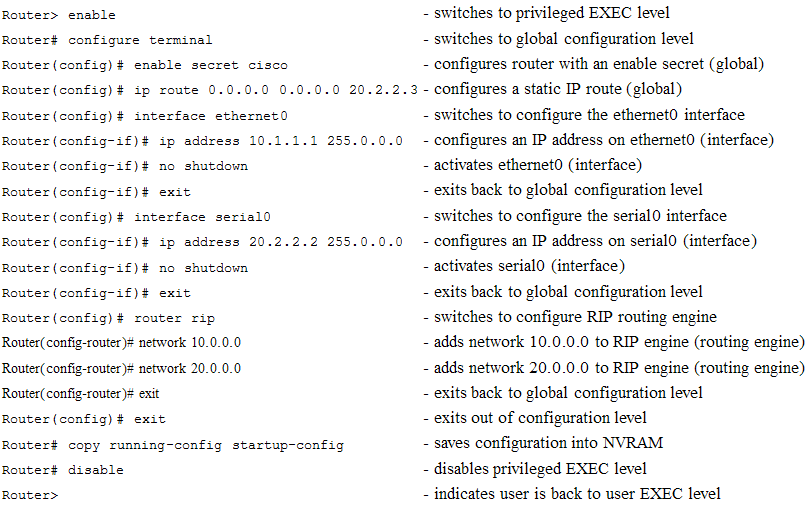 Router> enable - switches to privileged EXEC level
Router# configure terminal - switches to global configuration level
Router(config)# enable secret cisco - configures router with an enable secret (global)
Router(config)# ip route 0.0.0.0 0.0.0.0 20.2.2.3 - configures a static IP route (global)
Router(config)# interface ethernet0 - switches to configure the ethernet0 interface
Router(config-if)# ip address 10.1.1.1 255.0.0.0 - configures an IP address on ethernet0 (interface)
Router(config-if)# no shutdown - activates ethernet0 (interface)
Router(config-if)# exit - exits back to global configuration level
Router(config)# interface serial0 - switches to configure the serial0 interface
Router(config-if)# ip address 20.2.2.2 255.0.0.0 - configures an IP address on serial0 (interface)
Router(config-if)# no shutdown - activates serial0 (interface)
Router(config-if)# exit - exits back to global configuration level
Router(config)# router rip - switches to configure RIP routing engine
Router(config-router)# network 10.0.0.0 - adds network 10.0.0.0 to RIP engine (routing engine)
Router(config-router)# network 20.0.0.0 - adds network 20.0.0.0 to RIP engine (routing engine)
Router(config-router)# exit - exits back to global configuration level
Router(config)# exit - exits out of configuration level
Router# copy running-config startup-config - saves configuration into NVRAM
Router# disable - disables privileged EXEC level
Router> - indicates user is back to user EXEC level